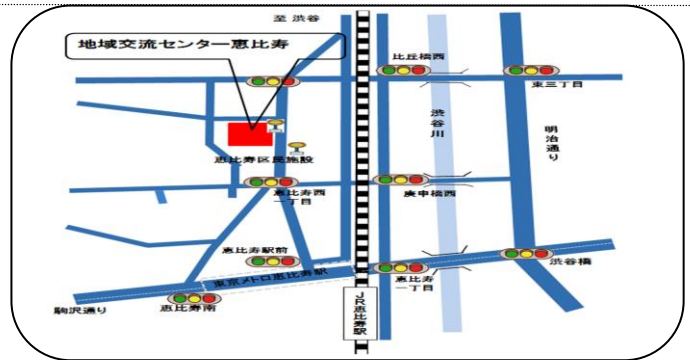 至 渋谷
地域交流センター恵比寿
比丘橋西
東三丁目
渋谷川
明治通り
恵比寿区民施設
恵比寿西
一丁目
庚申橋西
恵比寿駅前
東京メトロ恵比寿駅
渋谷橋
恵比寿
一丁目
JR恵比寿駅
恵比寿南
駒沢通り